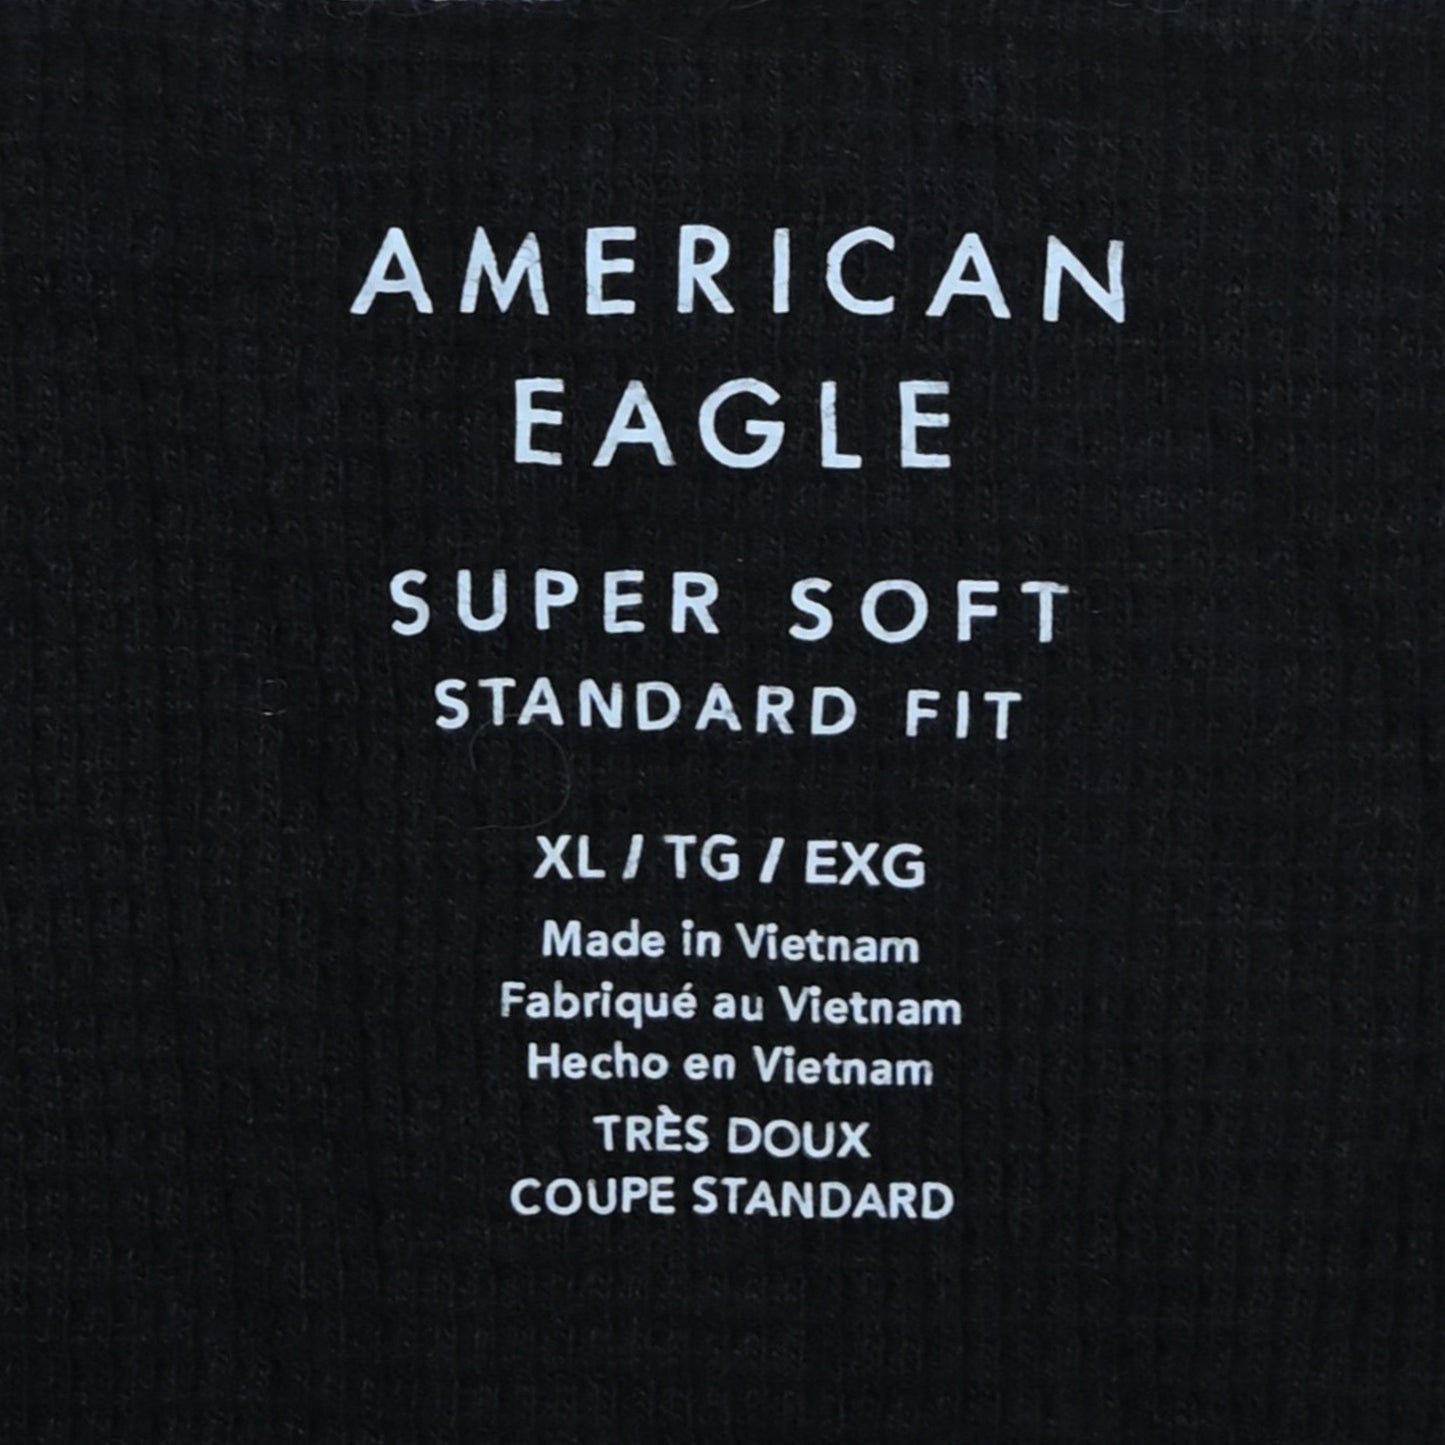 AMERICAN
EAGLE
SUPER SOFT
STANDARD FIT
XL / TG / EXG
Made in Vietnam
Fabriqué au Vietnam
Hecho en Vietnam
TRÈS DOUX
COUPE STANDARD